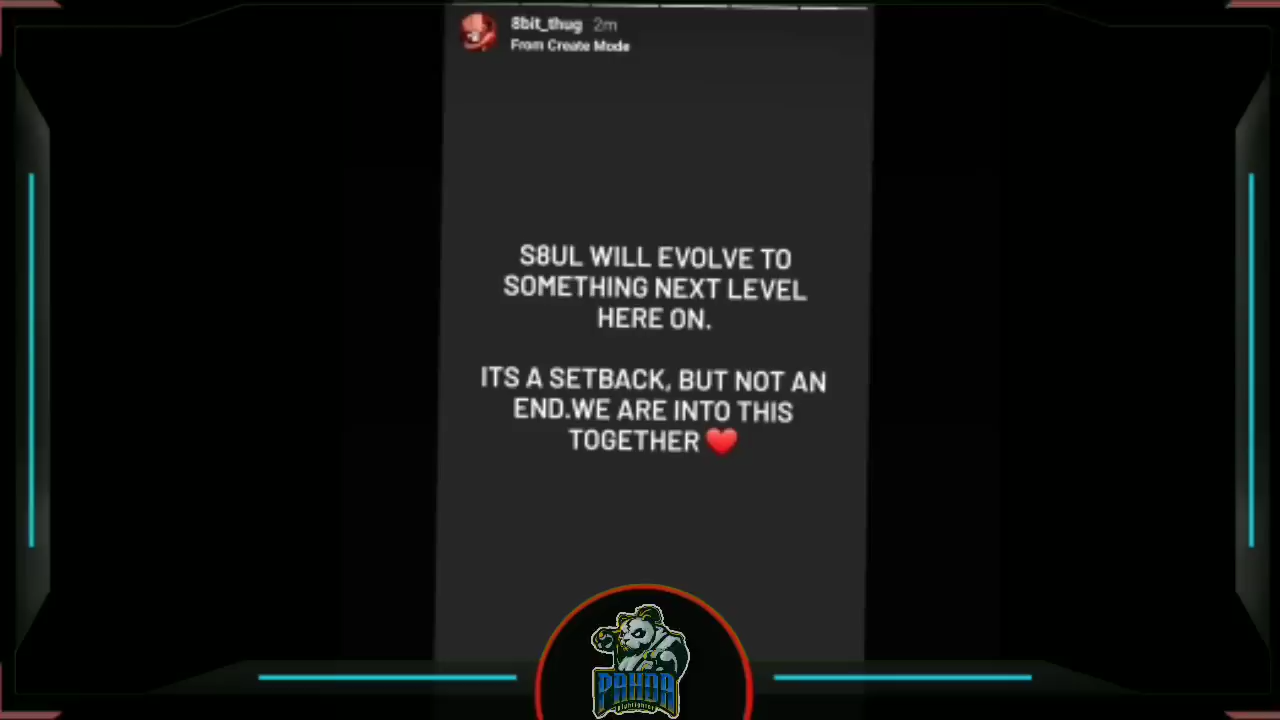 8bit_thug 2m
From Create Mode
S8UL WILL EVOLVE TO
SOMETHING NEXT LEVEL
HERE ON.
ITS A SETBACK, BUT NOT AN
END.WE ARE INTO THIS
TOGETHER ❤️
PANDA